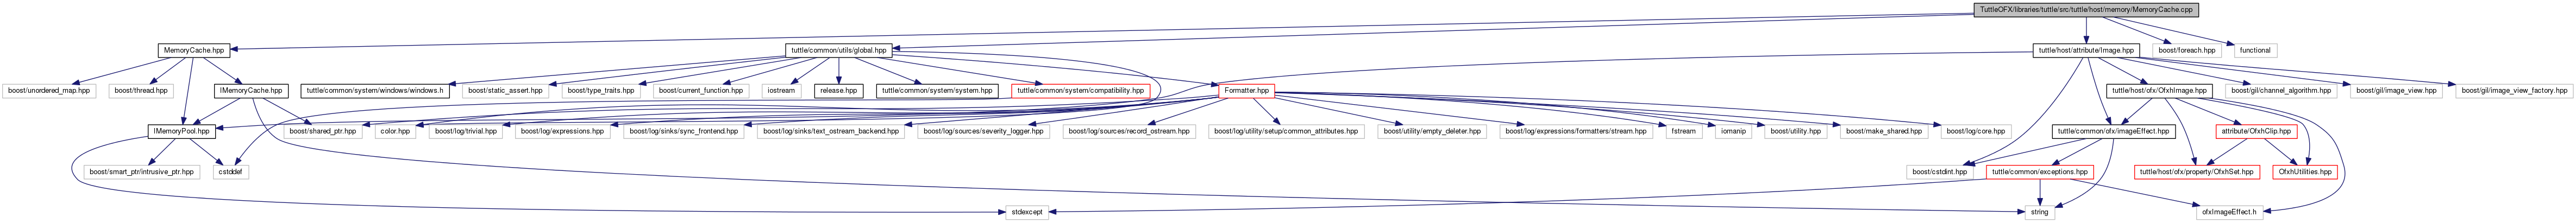 TuttleOFX/libraries/tuttle/src/tuttle/host/memory/MemoryCache.cpp
MemoryCache.hpp
tuttle/common/utils/global.hpp
tuttle/host/attribute/Image.hpp
boost/foreach.hpp
functional
boost/unordered_map.hpp
boost/thread.hpp
IMemoryCache.hpp
tuttle/common/system/windows/windows.h
boost/static_assert.hpp
boost/type_traits.hpp
boost/current_function.hpp
iostream
release.hpp
tuttle/common/system/system.hpp
tuttle/common/system/compatibility.hpp
Formatter.hpp
tuttle/host/ofx/OfxhImage.hpp
boost/gil/channel_algorithm.hpp
boost/gil/image_view.hpp
boost/gil/image_view_factory.hpp
IMemoryPool.hpp
boost/shared_ptr.hpp
color.hpp
boost/log/trivial.hpp
boost/log/expressions.hpp
boost/log/sinks/sync_frontend.hpp
boost/log/sinks/text_ostream_backend.hpp
boost/log/sources/severity_logger.hpp
boost/log/sources/record_ostream.hpp
boost/log/utility/setup/common_attributes.hpp
boost/utility/empty_deleter.hpp
boost/log/expressions/formatters/stream.hpp
fstream
iomanip
boost/utility.hpp
boost/make_shared.hpp
boost/log/core.hpp
tuttle/common/ofx/imageEffect.hpp
attribute/OfxhClip.hpp
boost/smart_ptr/intrusive_ptr.hpp
cstddef
boost/cstdint.hpp
tuttle/common/exceptions.hpp
tuttle/host/ofx/property/OfxhSet.hpp
OfxhUtilities.hpp
stdexcept
string
ofxImageEffect.h